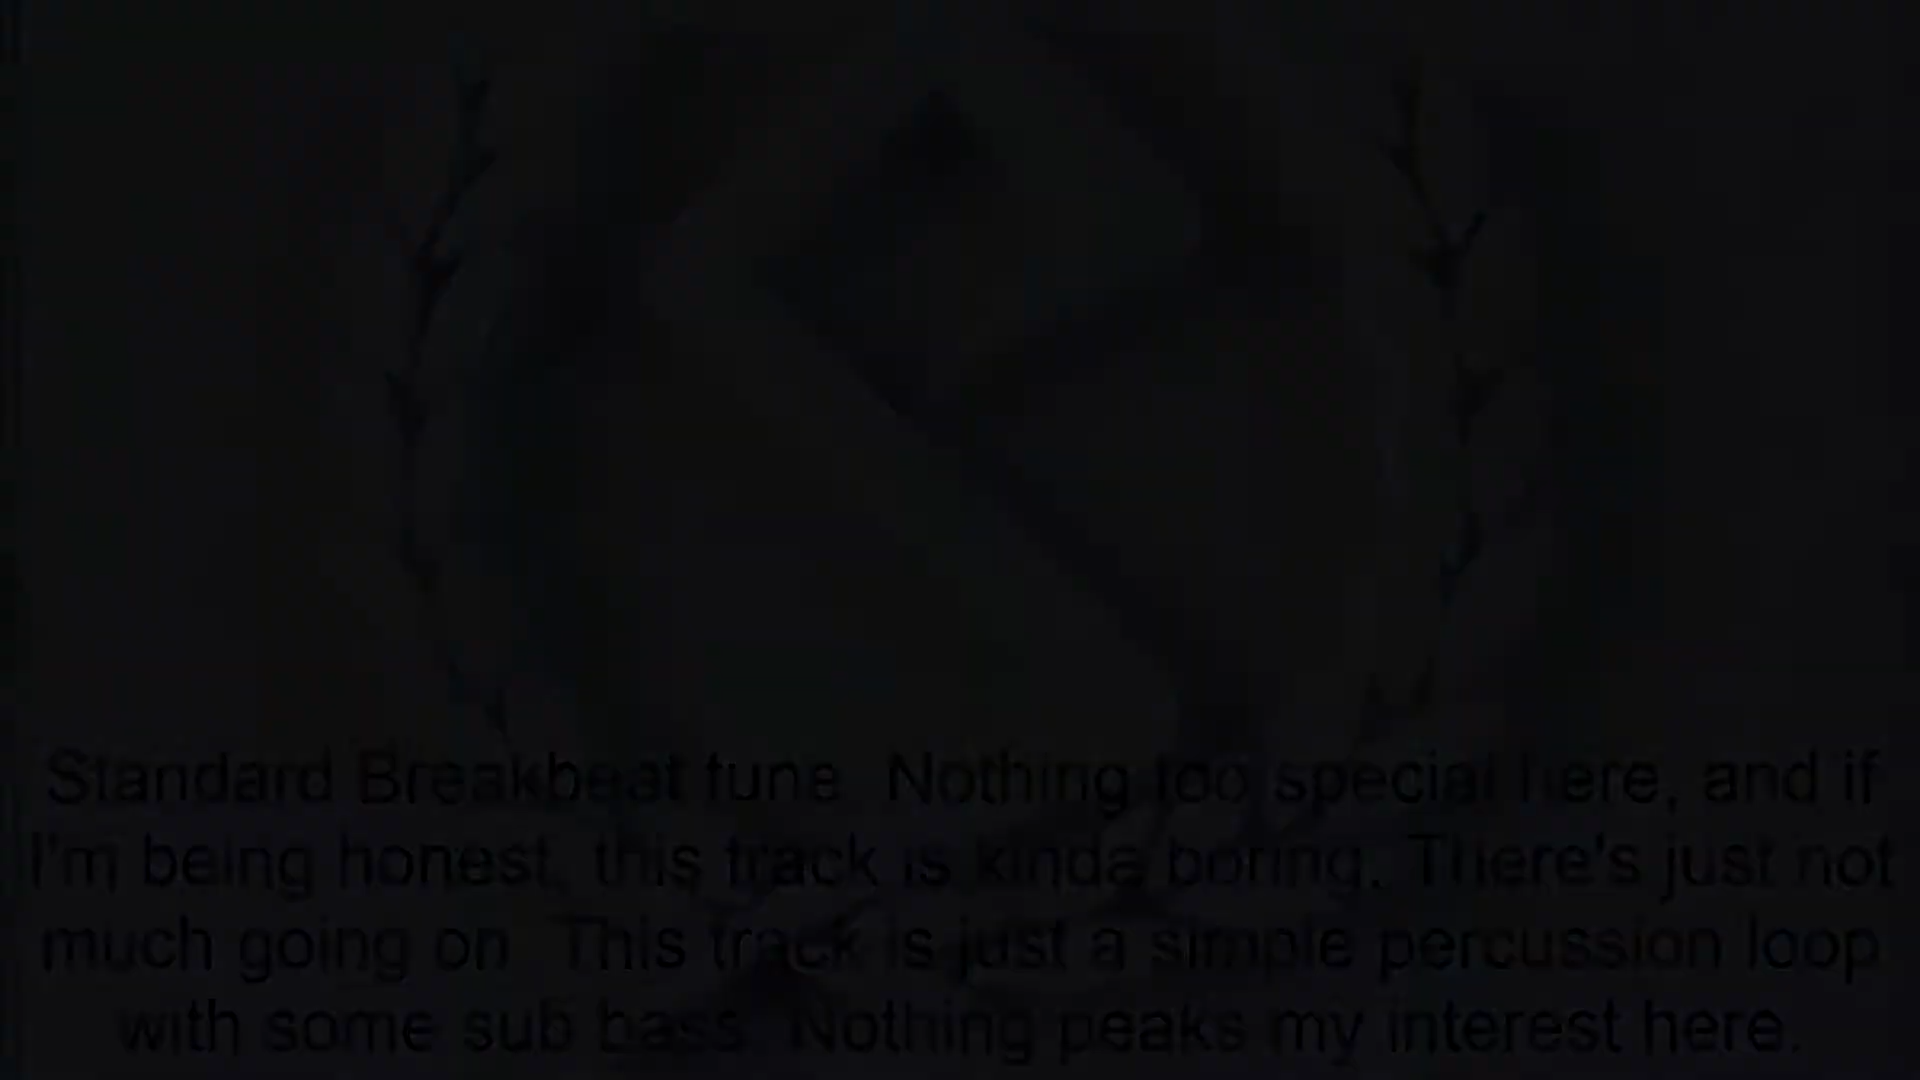 Standard Breakbeat tune. Nothing too special here, and if
I'm being honest, this track is kinda boring. There's just not
much going on. This track is just a simple percussion loop
with some sub bass. Nothing peaks my interest here.